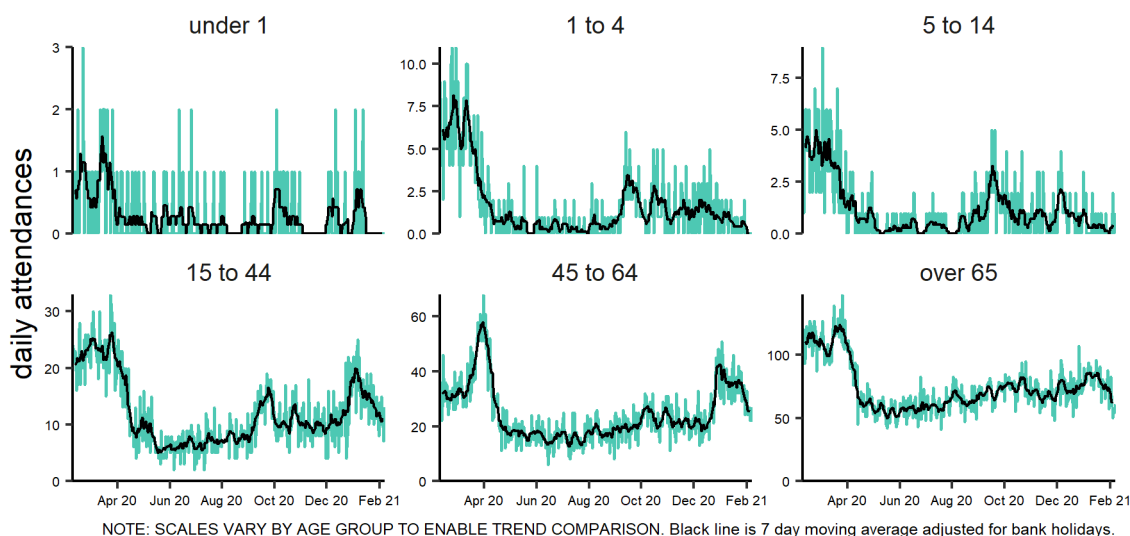 under 1
1 to 4
5 to 14
3
2
1
0
10.0
7.5
5.0
2.5
0.0
7.5
5.0
2.5
0.0
daily attendances
15 to 44
45 to 64
over 65
30
20
10
0
60
40
20
0
100
50
0
Apr 20 Jun 20 Aug 20 Oct 20 Dec 20 Feb 21
Apr 20 Jun 20 Aug 20 Oct 20 Dec 20 Feb 21
Apr 20 Jun 20 Aug 20 Oct 20 Dec 20 Feb 21
NOTE: SCALES VARY BY AGE GROUP TO ENABLE TREND COMPARISON. Black line is 7 day moving average adjusted for bank holidays.